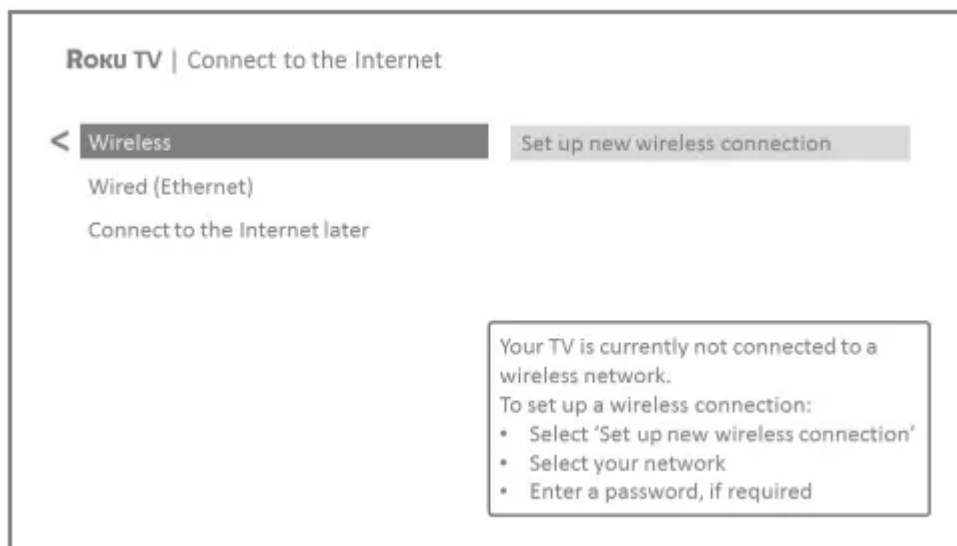 Roku TV | Connect to the Internet
< Wireless
Set up new wireless connection
Wired (Ethernet)
Connect to the Internet later
Your TV is currently not connected to a
wireless network.
To set up a wireless connection:
• Select ‘Set up new wireless connection’
• Select your network
• Enter a password, if required